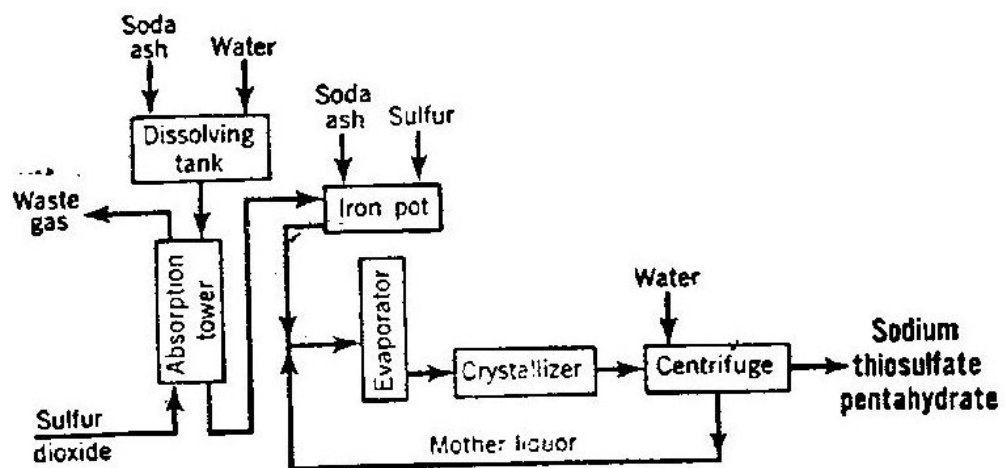 Soda
ash
Water
Dissolving
tank
Soda
ash
Sulfur
Iron pot
Waste
gas
Absorption
tower
Evaporator
Water
Crystallizer
Centrifuge
Sodium
thiosulfate
pentahydrate
Sulfur
dioxide
Mother liquor